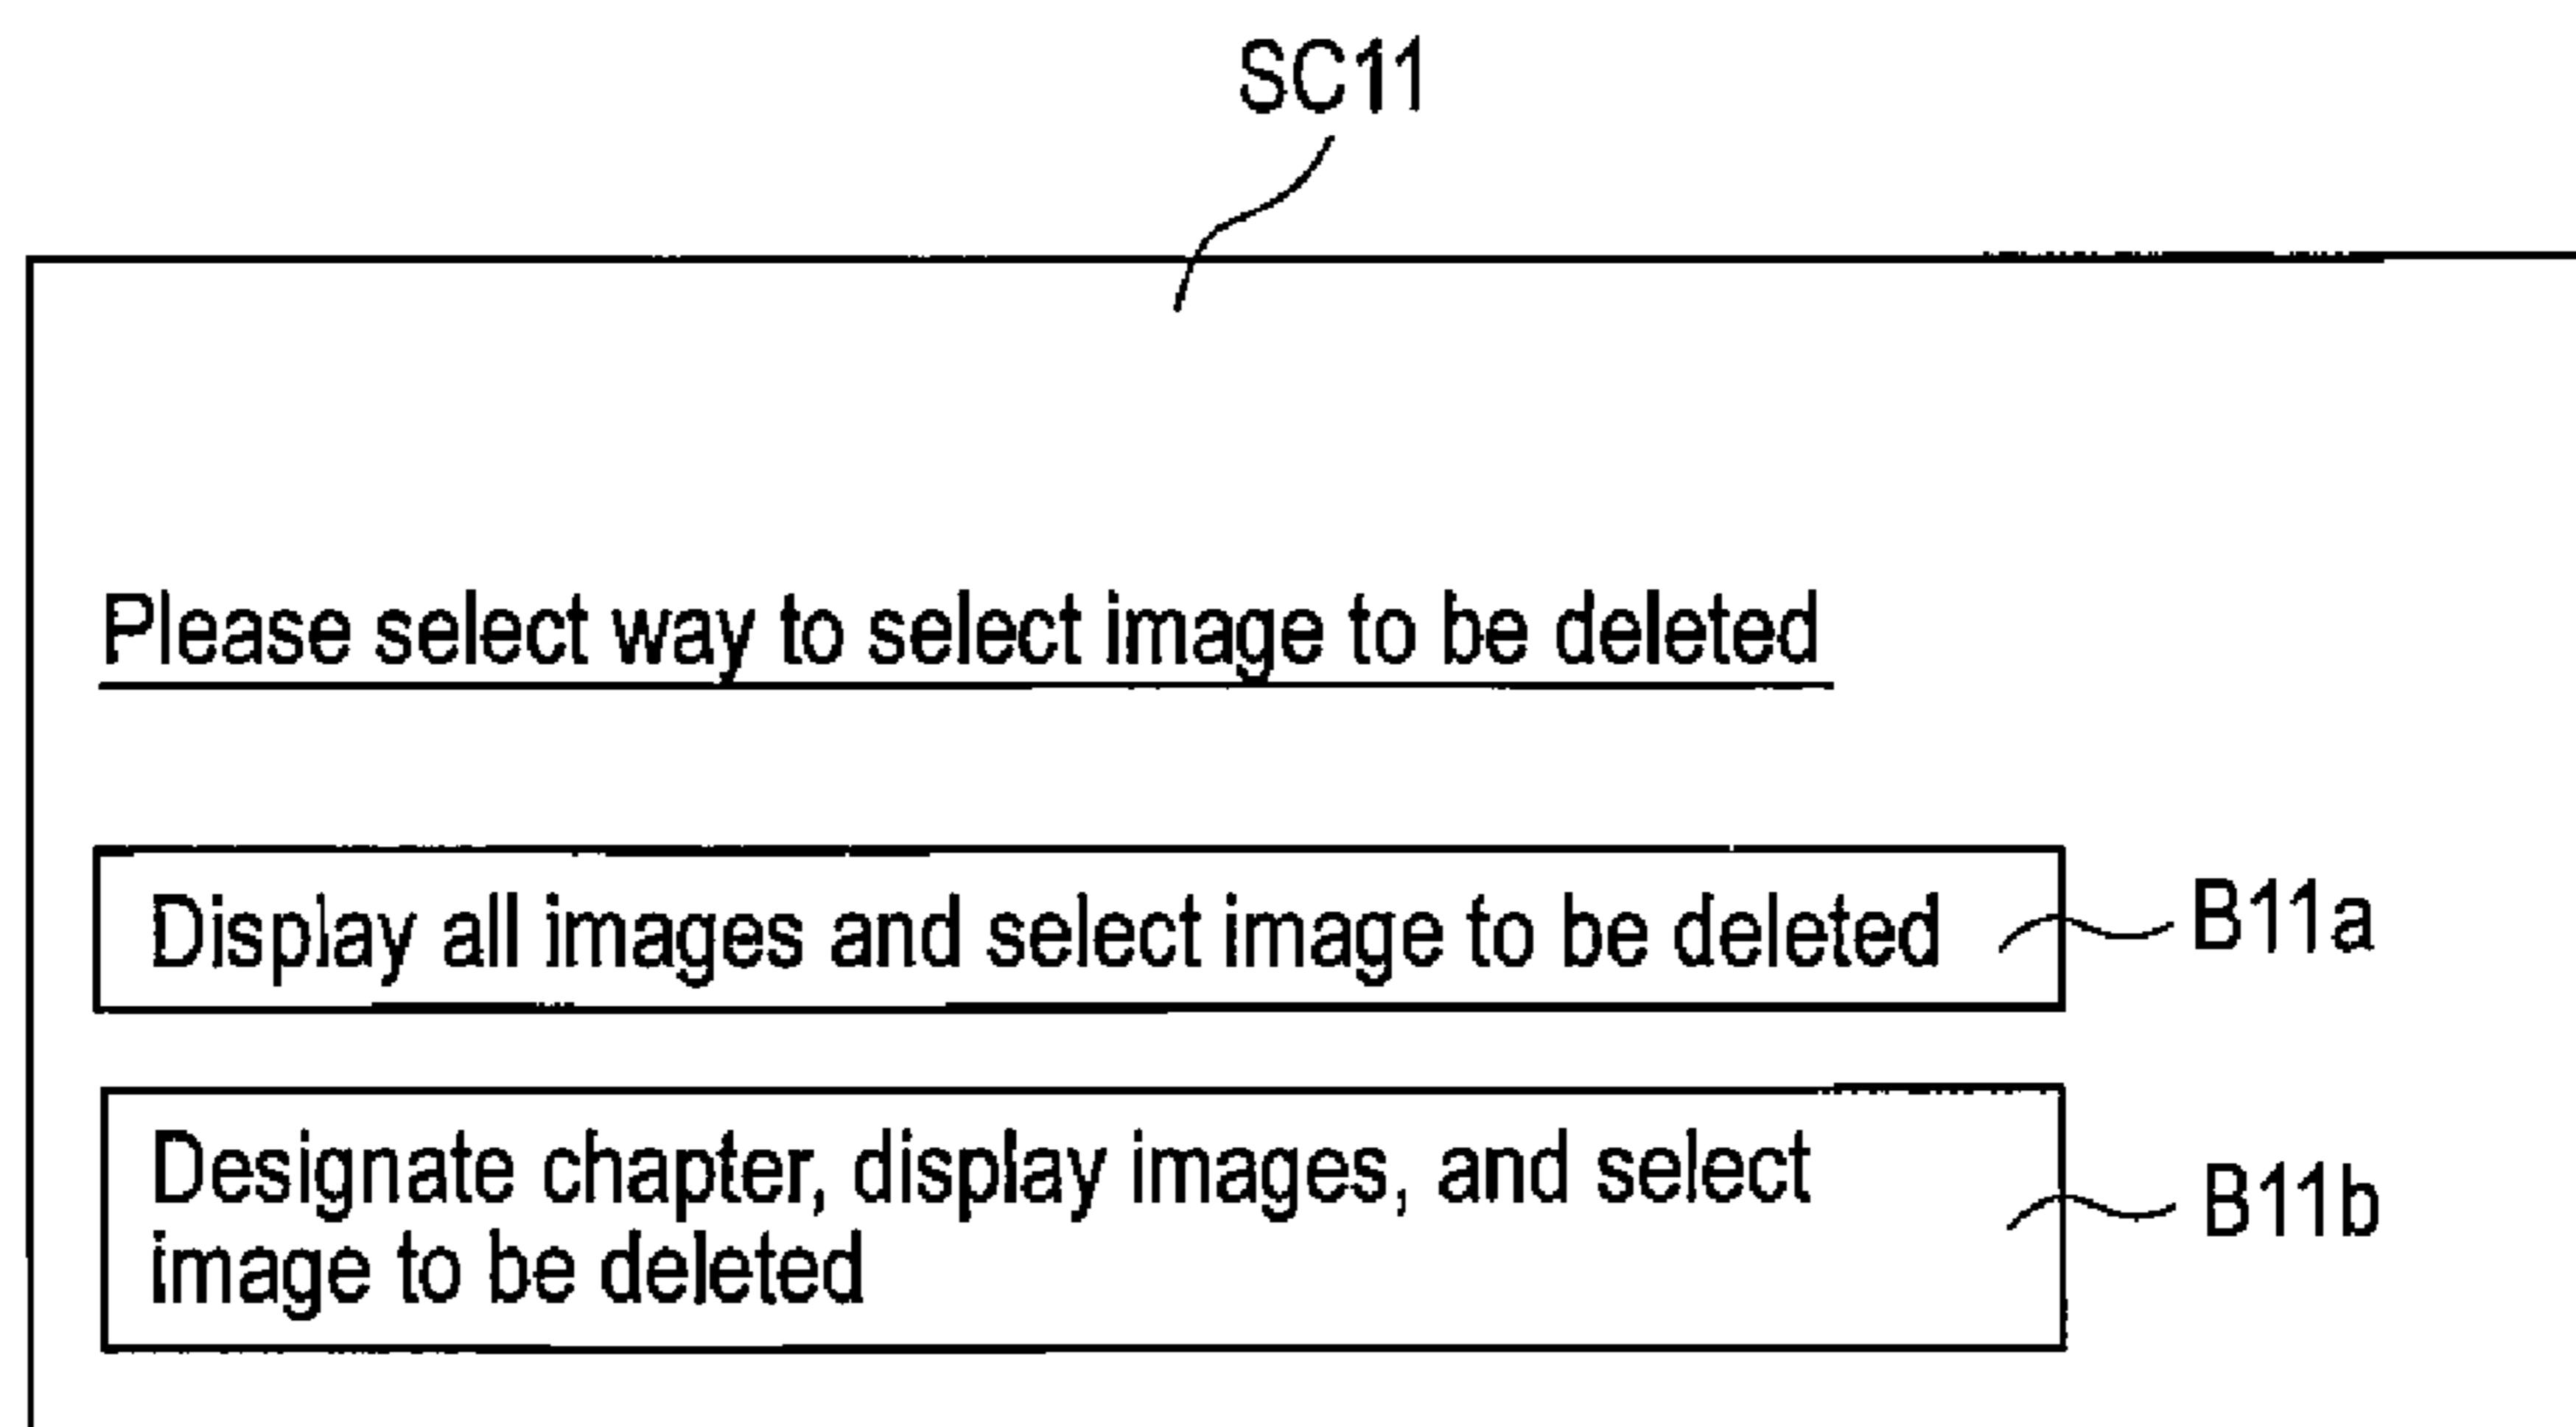 SC11
Please select way to select image to be deleted
Display all images and select image to be deleted
B11a
Designate chapter, display images, and select
image to be deleted
B11b